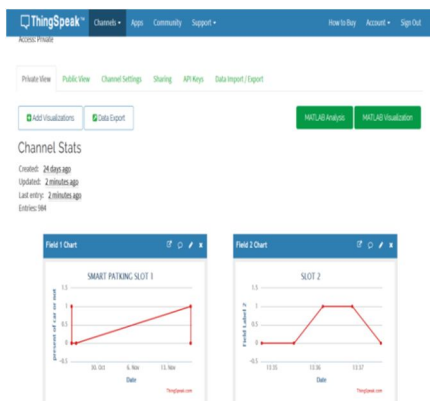 ThingSpeak™ Channels Apps Community Support How to Buy Account Sign Out
Access: Private
Private View Public View Channel Settings Sharing API Keys Data Import / Export
Add Visualizations Data Export MATLAB Analysis MATLAB Visualization
Channel Stats
Created: 24 days ago
Updated: 2 minutes ago
Last entry: 2 minutes ago
Entries: 984
Field 1 Chart
SMART PATKING SLOT 1
present of car or not
1.5
1
0.5
0
-0.5
30. Oct 6. Nov 13. Nov
Date
ThingSpeak.com
Field 2 Chart
SLOT 2
Field Label 2
1.5
1
0.5
0
-0.5
13:35 13:36 13:37
Date
ThingSpeak.com